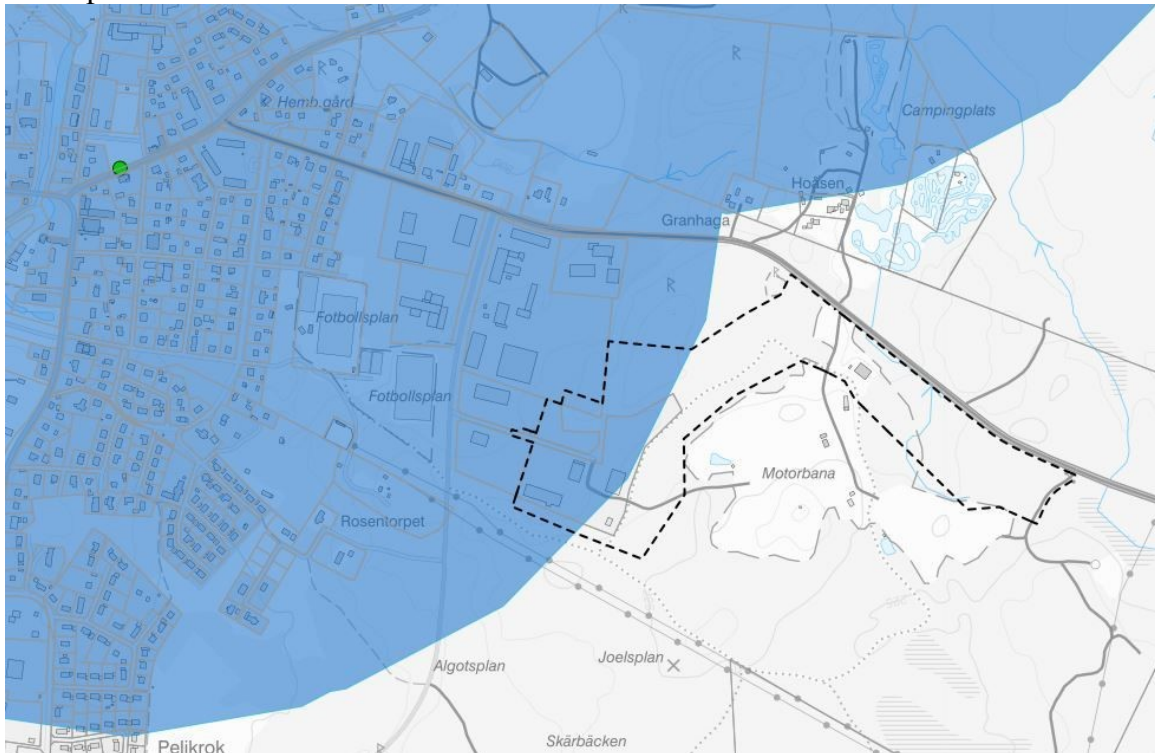 R
R
Hemb.gård
Campingplats
Hoåsen
Granhaga
R
R
Fotbollsplan
Fotbollsplan
Motorbana
Rosentorpet
Algotsplan
Joelsplan
Skärbäcken
Pelikrok